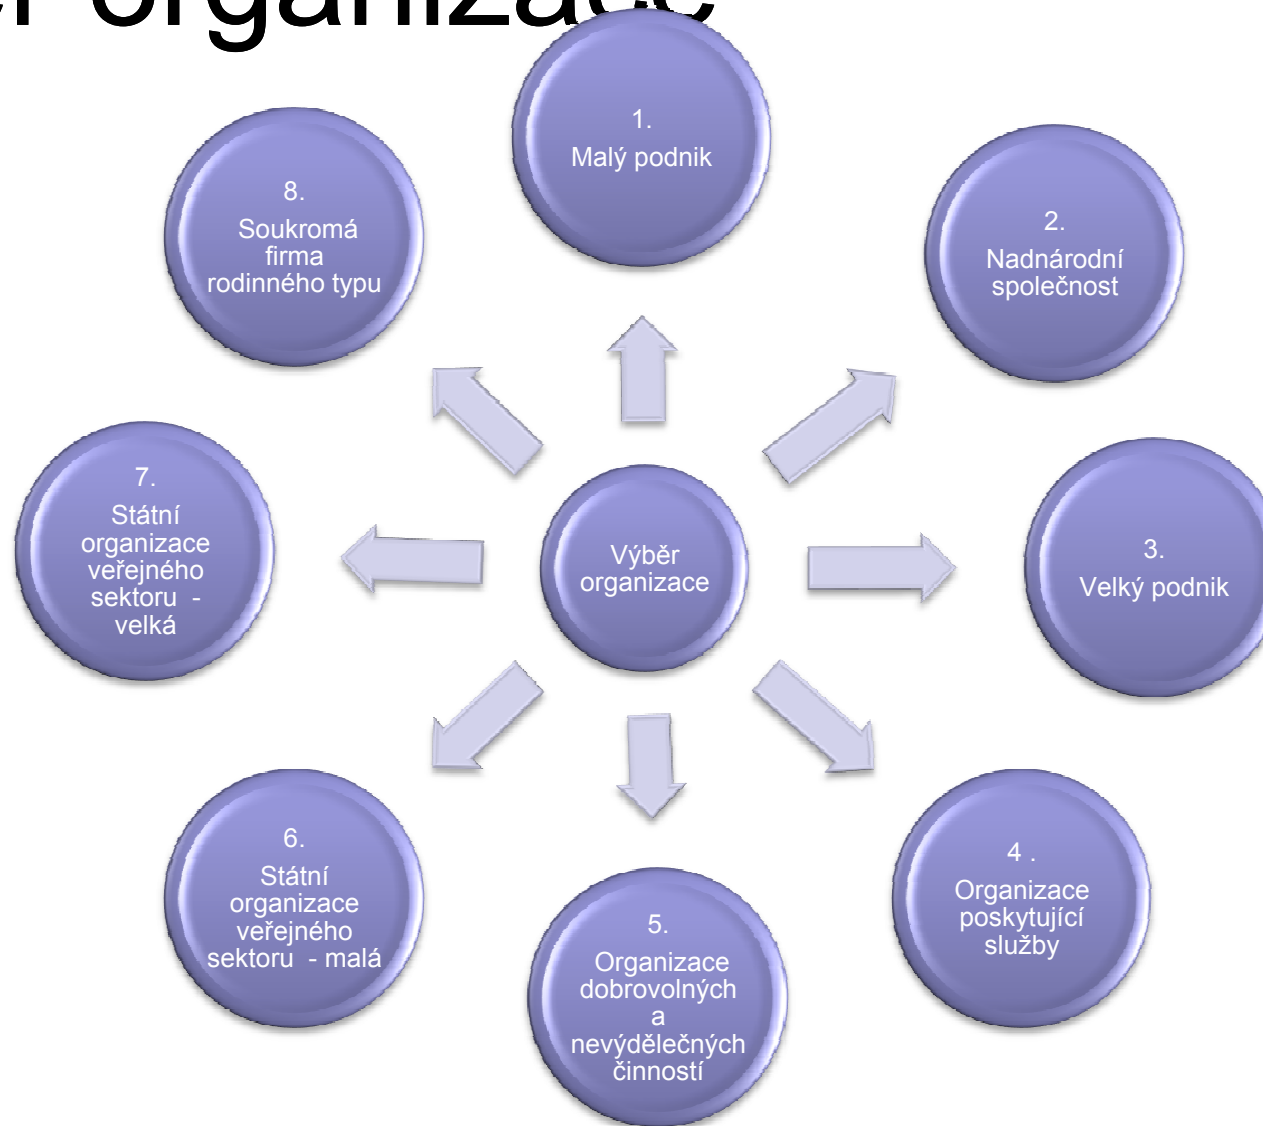 r organizace
1.
Malý podnik
2.
Nadnárodní
společnost
3.
Velký podnik
4 .
Organizace
poskytující
služby
5.
Organizace
dobrovolných
a
nevýdělečných
činností
6.
Státní
organizace
veřejného
sektoru - malá
7.
Státní
organizace
veřejného
sektoru -
velká
8.
Soukromá
firma
rodinného typu
Výběr
organizace